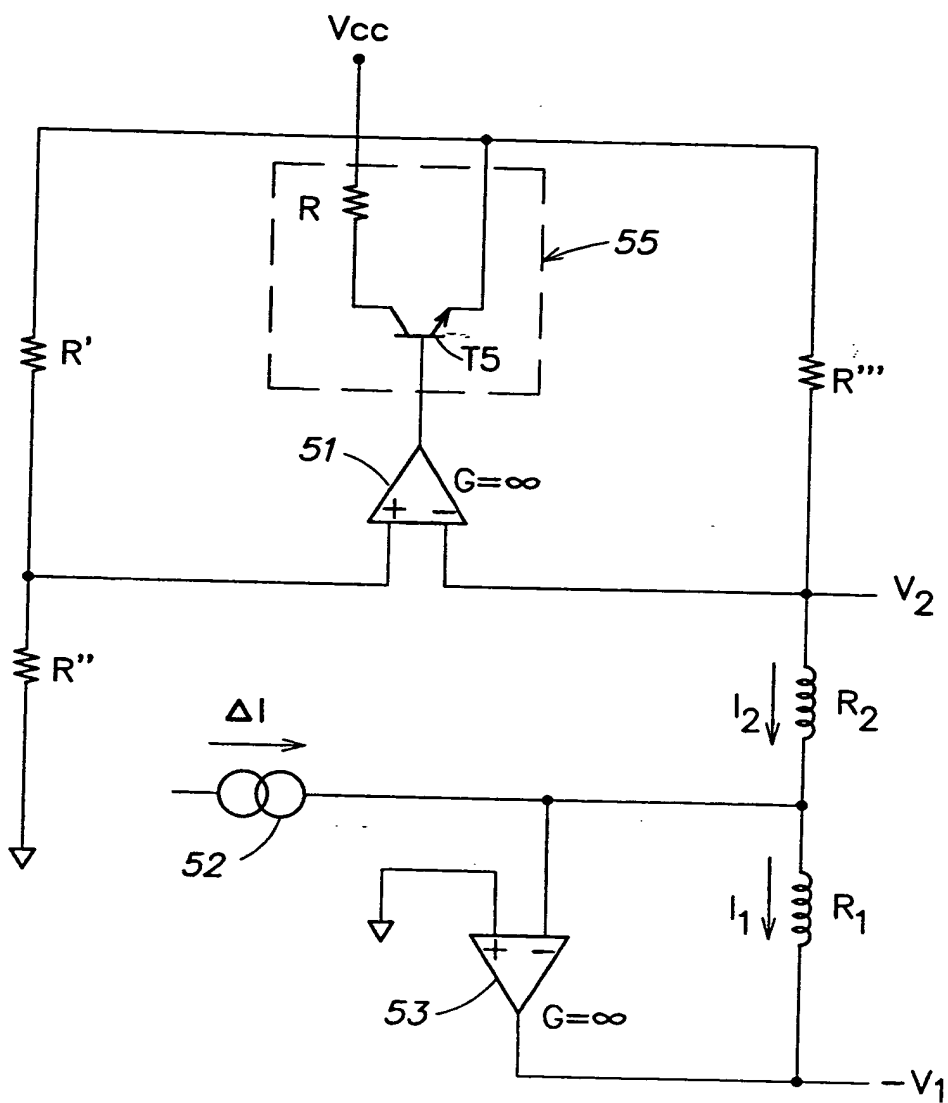 Vcc
R
55
R'
T5
R'''
51
G=∞
+ −
V2
R''
ΔI
I2
R2
52
I1
R1
+ −
53
G=∞
−V1